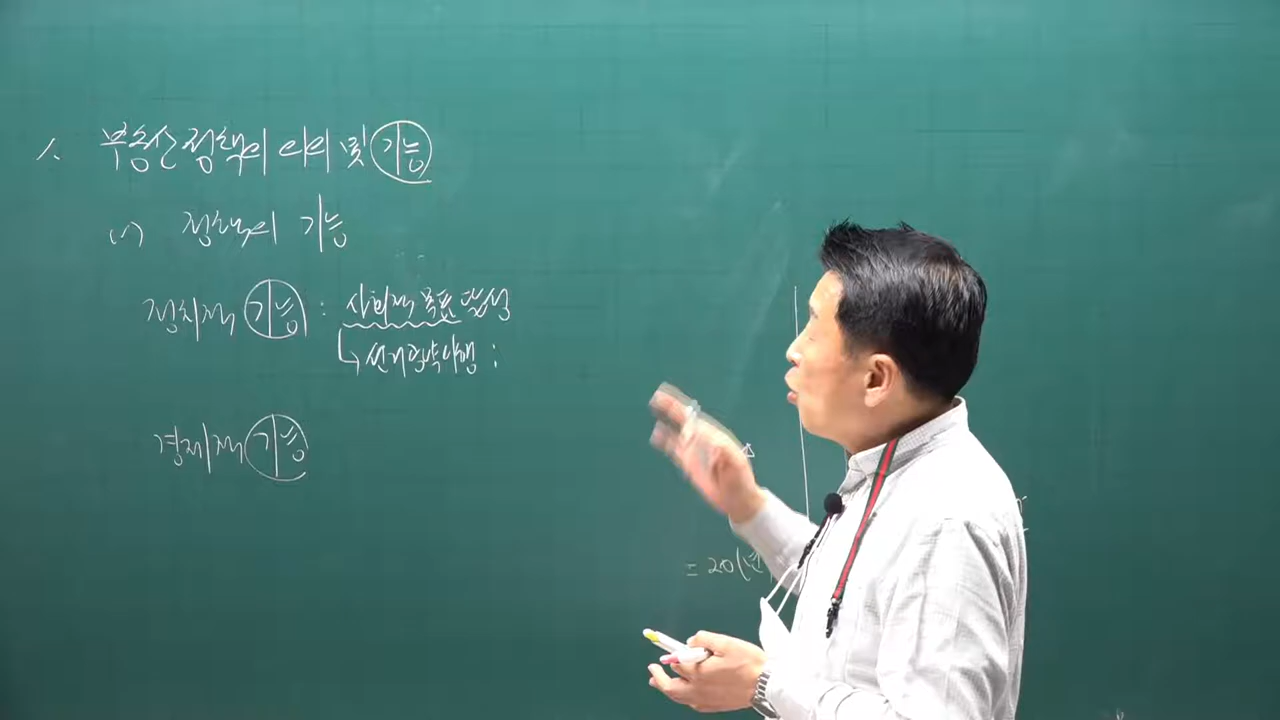 1. 부동산정책의 의의 및 기능
(1) 정책의 기능
정치적 기능 : 사회적 목표 달성
↳ 선거공약이행 :
경제적 기능
= 20(년